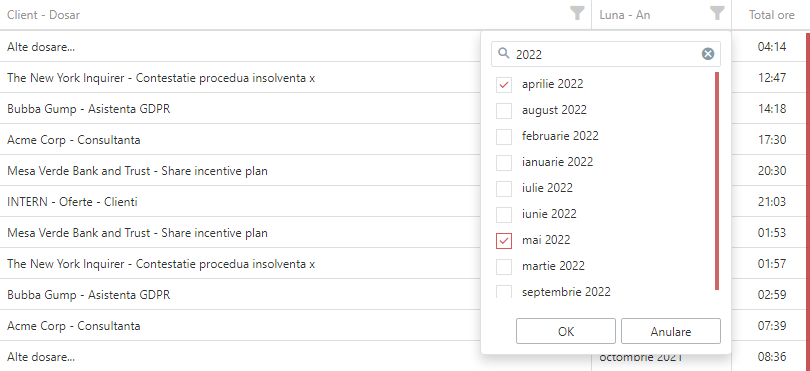 Client - Dosar Luna - An Total ore
Alte dosare... 04:14
2022
The New York Inquirer - Contestatie procedua insolventa x 12:47
aprilie 2022
Bubba Gump - Asistenta GDPR 14:18
august 2022
Acme Corp - Consultanta 17:30
februarie 2022
ianuarie 2022
Mesa Verde Bank and Trust - Share incentive plan 20:30
iulie 2022
INTERN - Oferte - Clienti 21:03
iunie 2022
Mesa Verde Bank and Trust - Share incentive plan 01:53
mai 2022
The New York Inquirer - Contestatie procedua insolventa x 01:57
martie 2022
Bubba Gump - Asistenta GDPR 02:59
septembrie 2022
Acme Corp - Consultanta 07:39
OK Anulare
Alte dosare... octombrie 2021 08:36